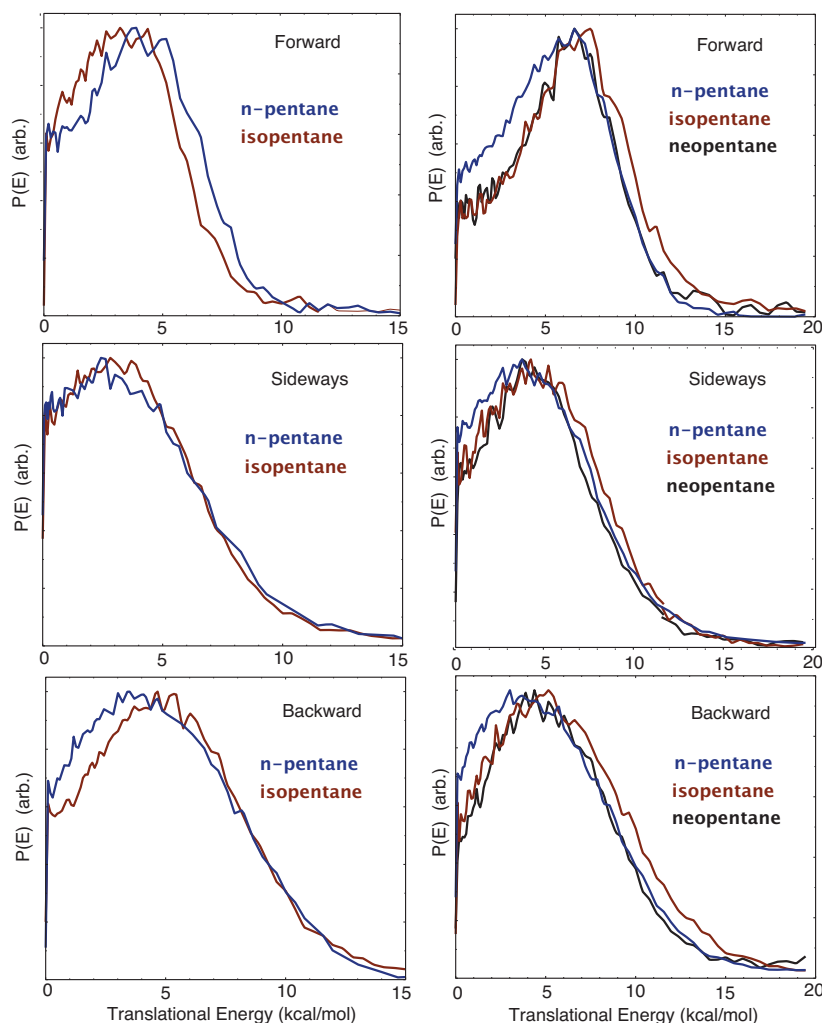 Forward
n-pentane
isopentane
P(E) (arb.)
0 5 10 15
Forward
n-pentane
isopentane
neopentane
P(E) (arb.)
0 5 10 15 20
Sideways
n-pentane
isopentane
P(E) (arb.)
0 5 10 15
Sideways
n-pentane
isopentane
neopentane
P(E) (arb.)
0 5 10 15 20
Backward
n-pentane
isopentane
P(E) (arb.)
0 5 10 15
Translational Energy (kcal/mol)
Backward
n-pentane
isopentane
neopentane
P(E) (arb.)
0 5 10 15 20
Translational Energy (kcal/mol)